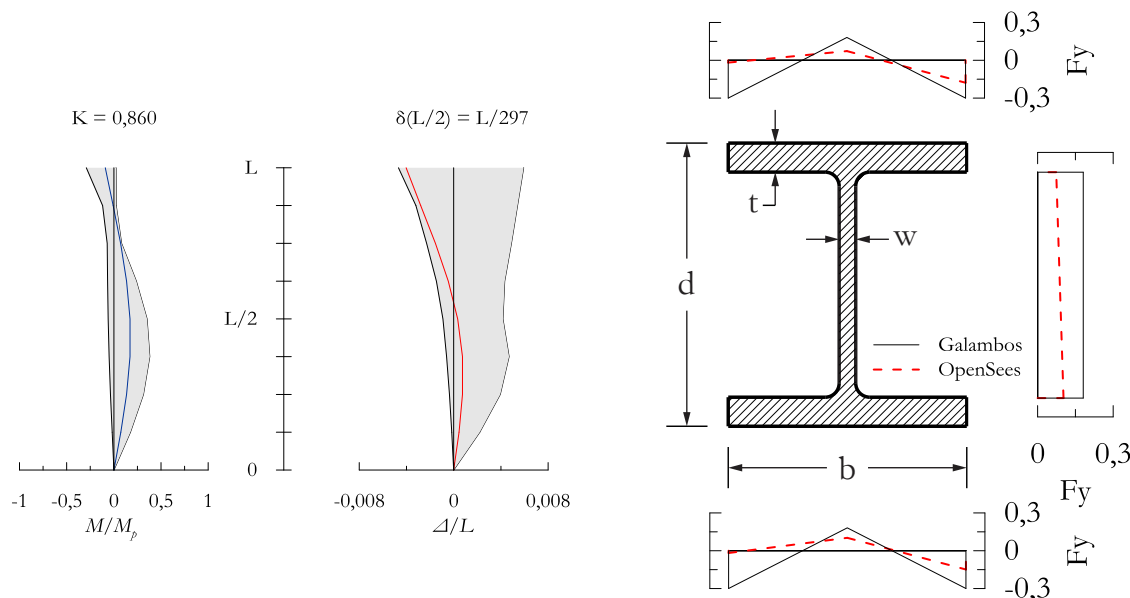 K = 0,860
δ(L/2) = L/297
L
L/2
0
-1 -0,5 0 0,5 1
M/Mp
-0,008 0 0,008
Δ/L
0,3
0
-0,3
Fy
t
w
d
b
Galambos
OpenSees
0 0,3
Fy
0,3
0
-0,3
Fy